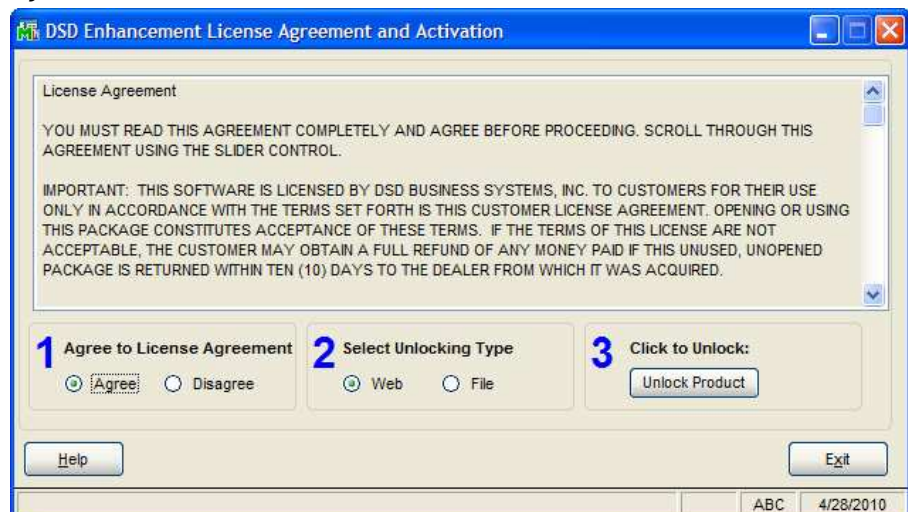 DSD Enhancement License Agreement and Activation
License Agreement
YOU MUST READ THIS AGREEMENT COMPLETELY AND AGREE BEFORE PROCEEDING. SCROLL THROUGH THIS
AGREEMENT USING THE SLIDER CONTROL.
IMPORTANT: THIS SOFTWARE IS LICENSED BY DSD BUSINESS SYSTEMS, INC. TO CUSTOMERS FOR THEIR USE
ONLY IN ACCORDANCE WITH THE TERMS SET FORTH IS THIS CUSTOMER LICENSE AGREEMENT. OPENING OR USING
THIS PACKAGE CONSTITUTES ACCEPTANCE OF THESE TERMS. IF THE TERMS OF THIS LICENSE ARE NOT
ACCEPTABLE, THE CUSTOMER MAY OBTAIN A FULL REFUND OF ANY MONEY PAID IF THIS UNUSED, UNOPENED
PACKAGE IS RETURNED WITHIN TEN (10) DAYS TO THE DEALER FROM WHICH IT WAS ACQUIRED.
1 Agree to License Agreement
Agree Disagree
2 Select Unlocking Type
Web File
3 Click to Unlock:
Unlock Product
Help Exit
ABC 4/28/2010